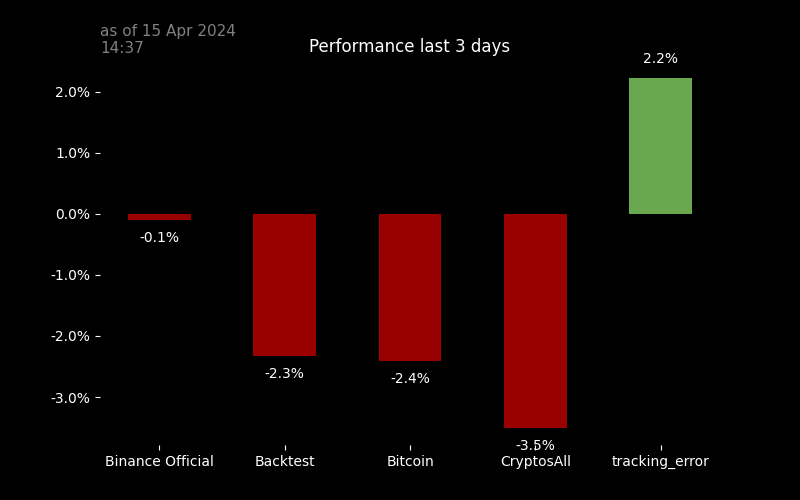 as of 15 Apr 2024
14:37
Performance last 3 days
2.2%
2.0%
1.0%
0.0%
-0.1%
-1.0%
-2.0%
-2.3%
-2.4%
-3.0%
-3.5%
Binance Official
Backtest
Bitcoin
CryptosAll
tracking_error